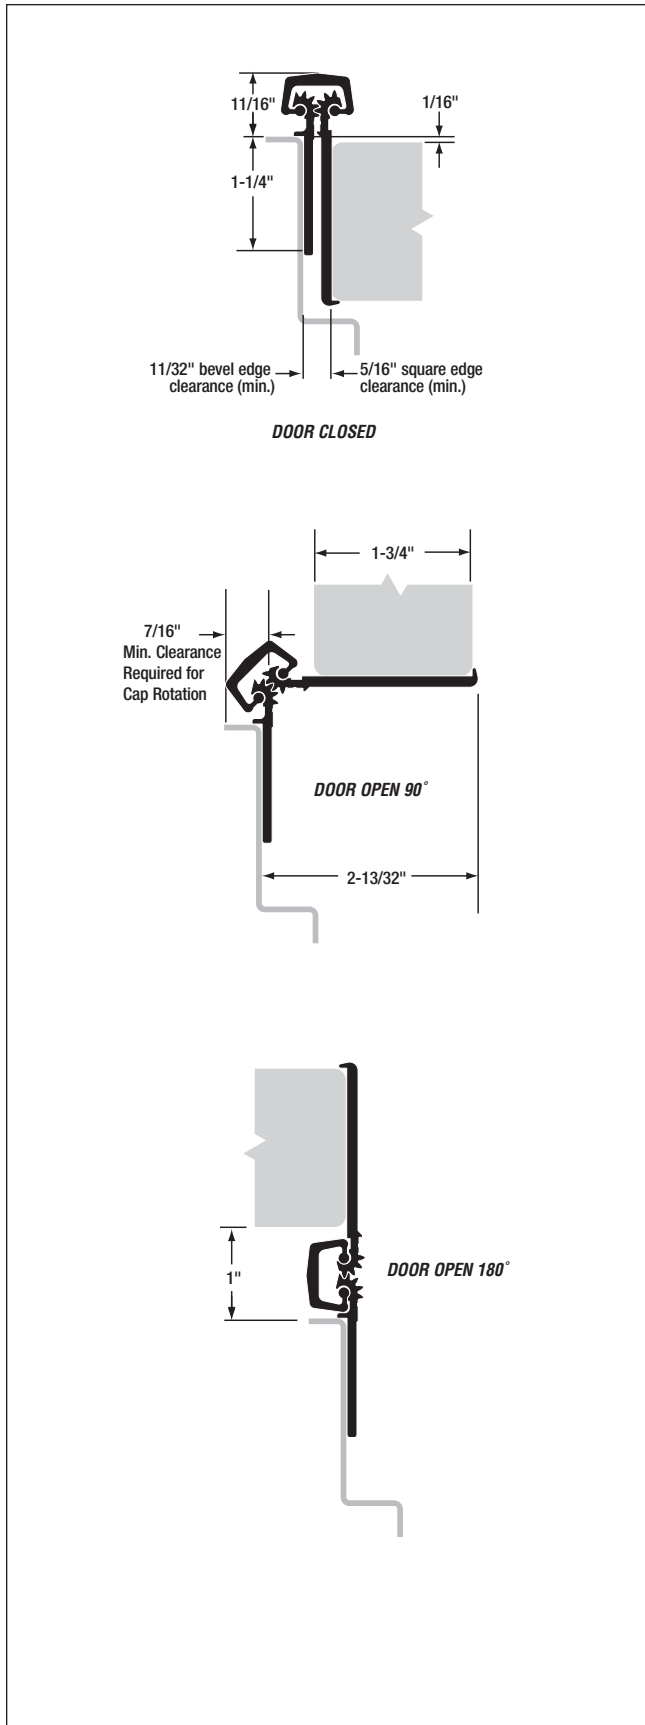 11/16"
1/16"
1-1/4"
11/32" bevel edge
clearance (min.)
5/16" square edge
clearance (min.)
DOOR CLOSED
1-3/4"
7/16"
Min. Clearance
Required for
Cap Rotation
DOOR OPEN 90°
2-13/32"
1"
DOOR OPEN 180°